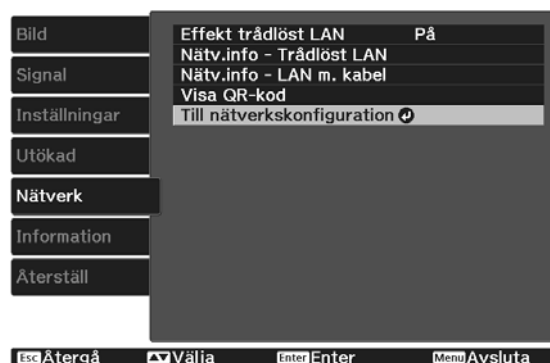 Bild
Signal
Inställningar
Utökad
Nätverk
Information
Återställ
Effekt trådlöst LAN På
Nätv.info - Trådlöst LAN
Nätv.info - LAN m. kabel
Visa QR-kod
Till nätverkskonfiguration
Esc Återgå Välja Enter Enter Menu Avsluta